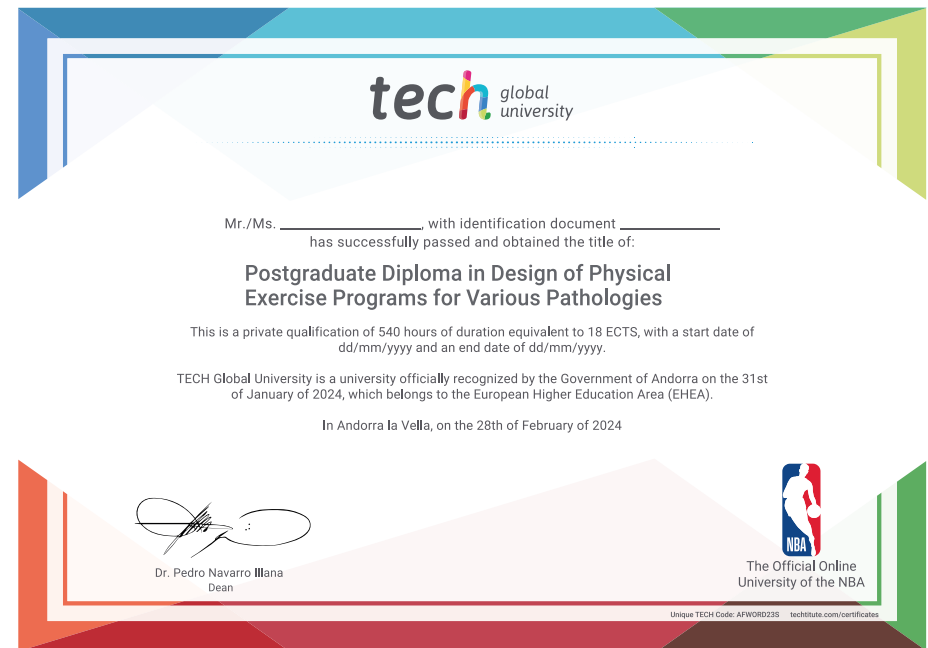 tech global university
Mr./Ms. ____________, with identification document ____________
has successfully passed and obtained the title of:
Postgraduate Diploma in Design of Physical
Exercise Programs for Various Pathologies
This is a private qualification of 540 hours of duration equivalent to 18 ECTS, with a start date of
dd/mm/yyyy and an end date of dd/mm/yyyy.
TECH Global University is a university officially recognized by the Government of Andorra on the 31st
of January of 2024, which belongs to the European Higher Education Area (EHEA).
In Andorra la Vella, on the 28th of February of 2024
Dr. Pedro Navarro Illana
Dean
NBA
The Official Online
University of the NBA
Unique TECH Code: AFWORD23S techtitute.com/certificates